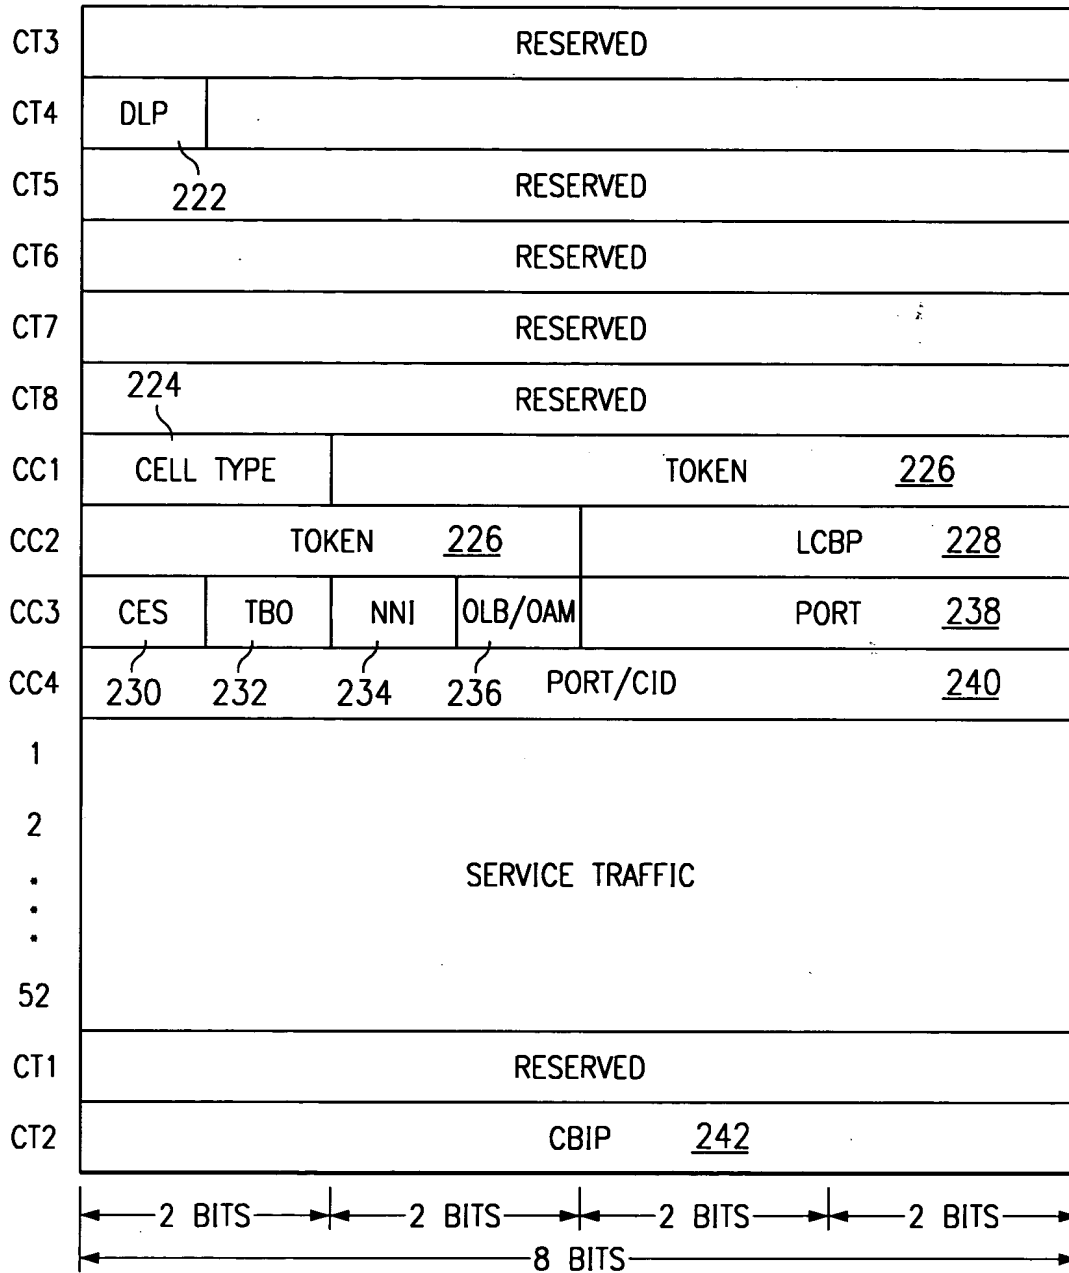 CT3 RESERVED
CT4 DLP
222
CT5 RESERVED
CT6 RESERVED
CT7 RESERVED
224
CT8 RESERVED
CC1 CELL TYPE TOKEN 226
CC2 TOKEN 226 LCBP 228
CC3 CES TBO NNI OLB/OAM PORT 238
230 232 234 236
CC4 PORT/CID 240
1
2
SERVICE TRAFFIC
52
CT1 RESERVED
CT2 CBIP 242
2 BITS 2 BITS 2 BITS 2 BITS
8 BITS